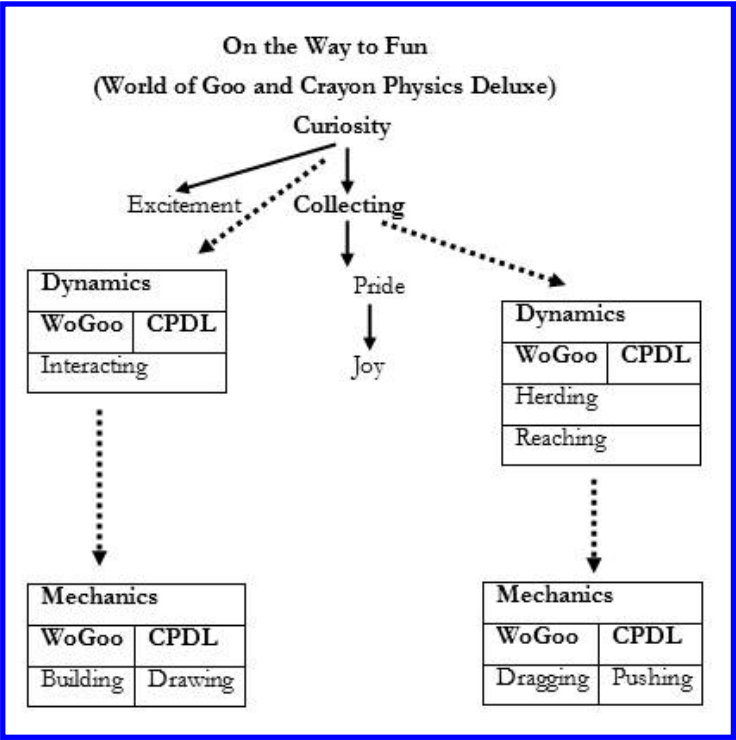 On the Way to Fun
(World of Goo and Crayon Physics Deluxe)
Curiosity
Excitement
Collecting
Pride
Joy
Dynamics
WoGoo CPDL
Interacting
Dynamics
WoGoo CPDL
Herding
Reaching
Mechanics
WoGoo CPDL
Building Drawing
Mechanics
WoGoo CPDL
Dragging Pushing